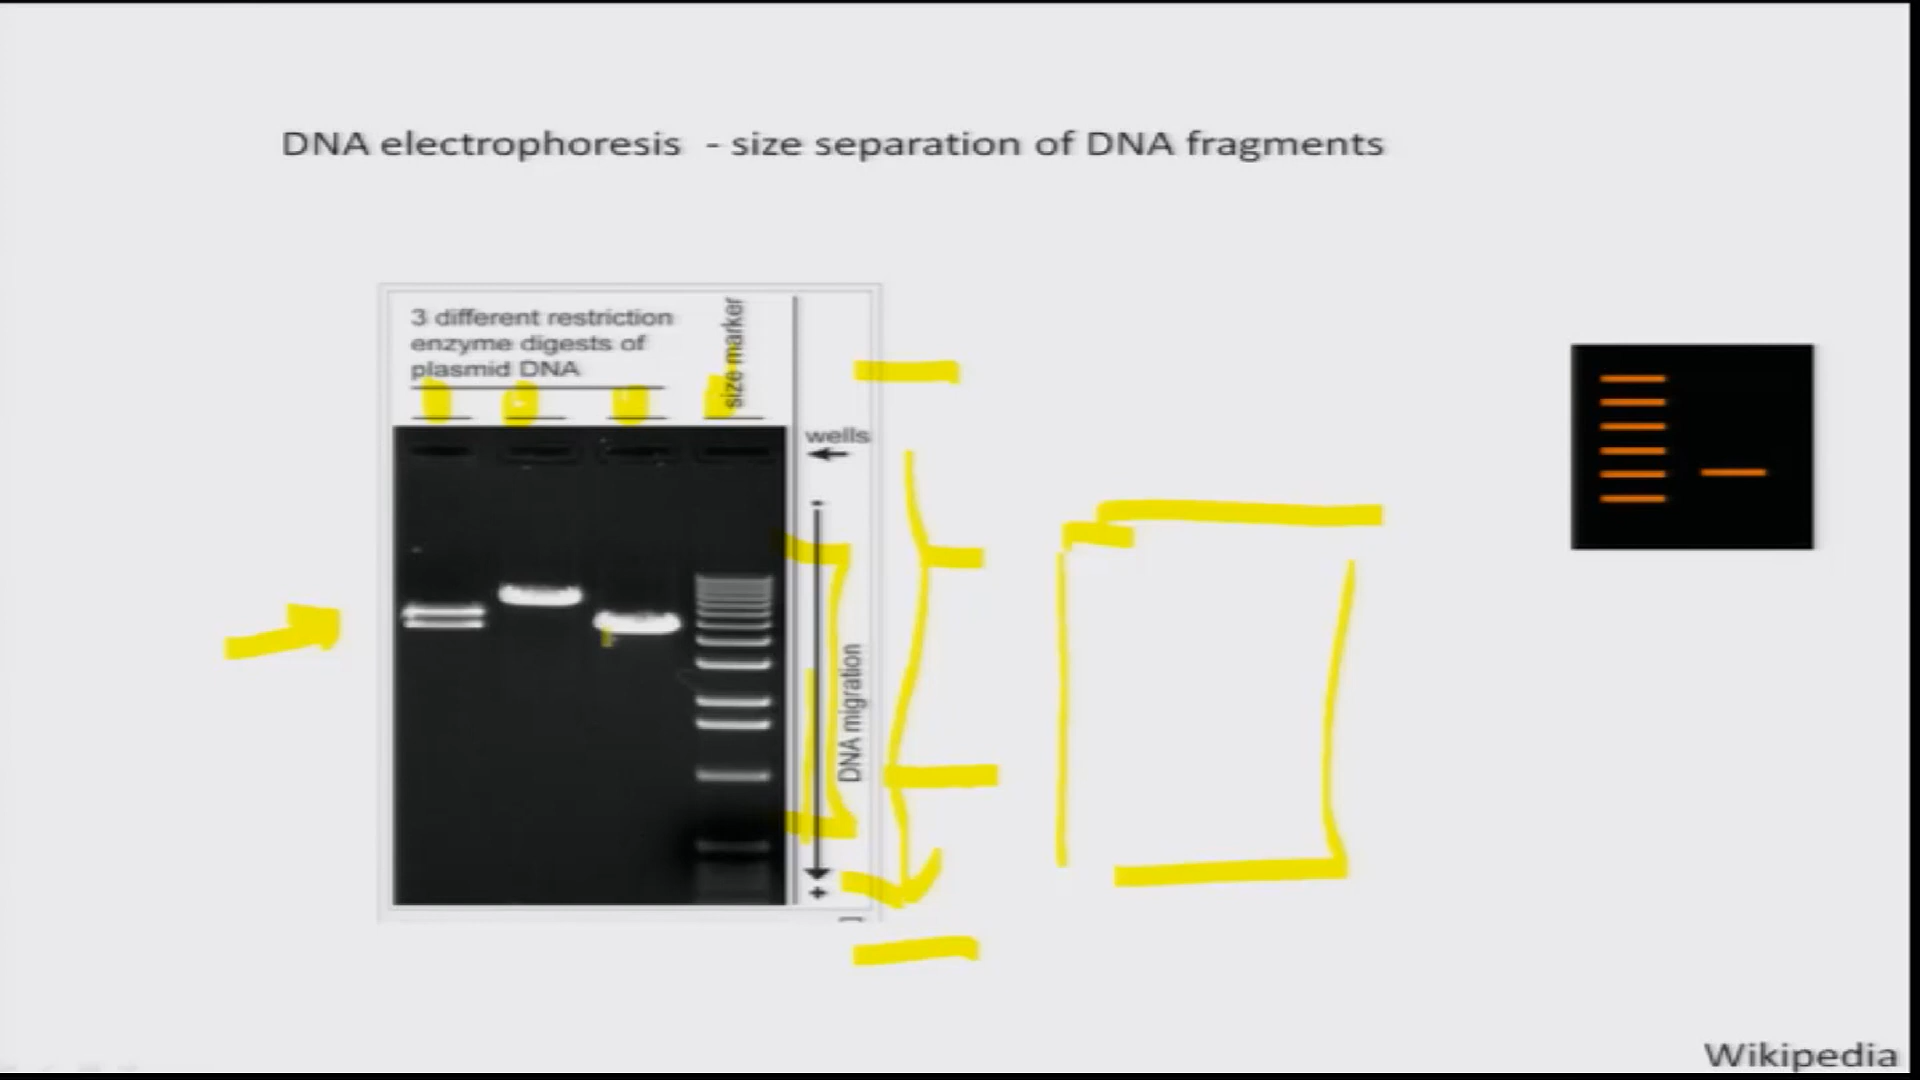 DNA electrophoresis - size separation of DNA fragments
3 different restriction
enzyme digests of
plasmid DNA
size marker
wells
-
DNA migration
+
Wikipedia